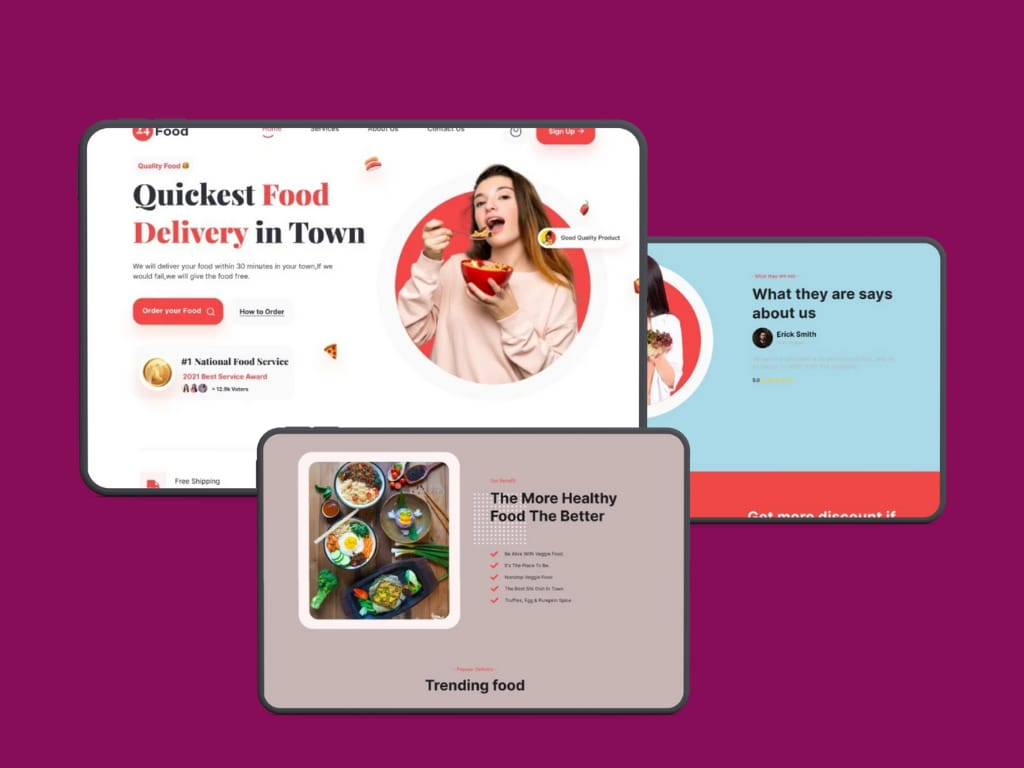 Food
Home
Services
About Us
Contact Us
Sign Up →
Quality Food
Quickest Food
Delivery in Town
We will deliver your food within 30 minutes in your town,If we
would fail,we will give the food free.
Order your Food
How to Order
Good Quality Product
#1 National Food Service
2021 Best Service Award
+ 12.9k Voters
Free Shipping
- What they are say -
What they are says
about us
Erick Smith
5.0
Get more discount if
Our Benefit
The More Healthy
Food The Better
Be Alive With Veggie Food.
It's The Place To Be.
Nonstop Veggie Food
The Best Silk Dish In Town
Truffles, Egg & Pumpkin Spice
- Popular Delivery -
Trending food